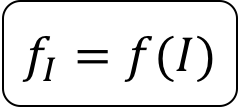 f_I = f(I)